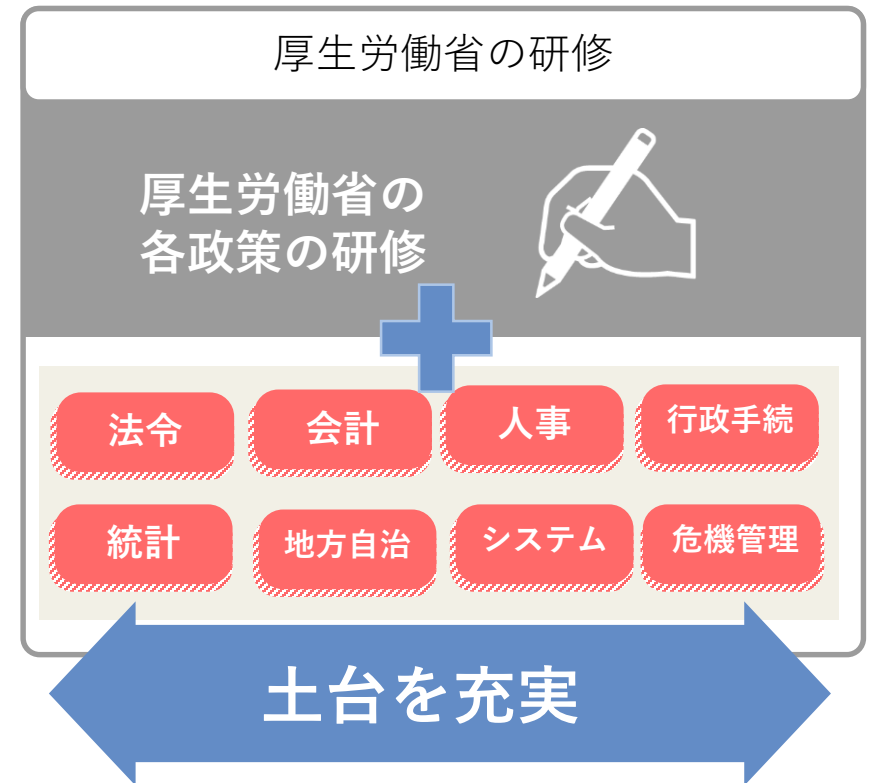 厚生労働省の研修
厚生労働省の
各政策の研修
法令
会計
人事
行政手続
統計
地方自治
システム
危機管理
土台を充実